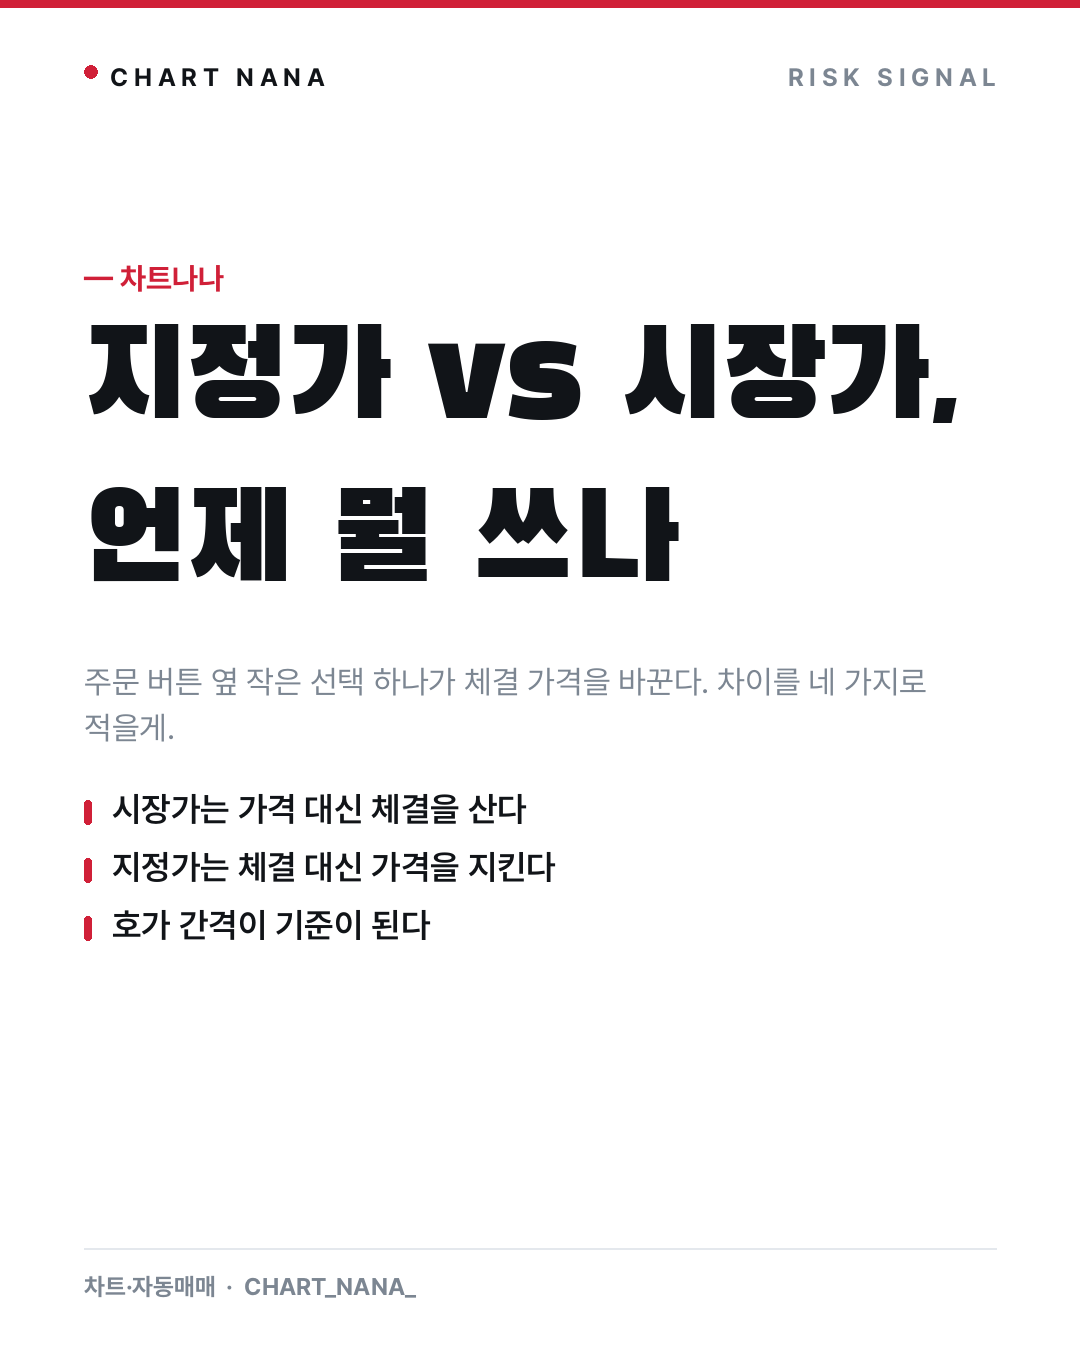 CHART NANA
RISK SIGNAL
— 차트나나
지정가 vs 시장가,
언제 뭘 쓰나
주문 버튼 옆 작은 선택 하나가 체결 가격을 바꾼다. 차이를 네 가지로
적을게.
시장가는 가격 대신 체결을 산다
지정가는 체결 대신 가격을 지킨다
호가 간격이 기준이 된다
차트·자동매매 · CHART_NANA_